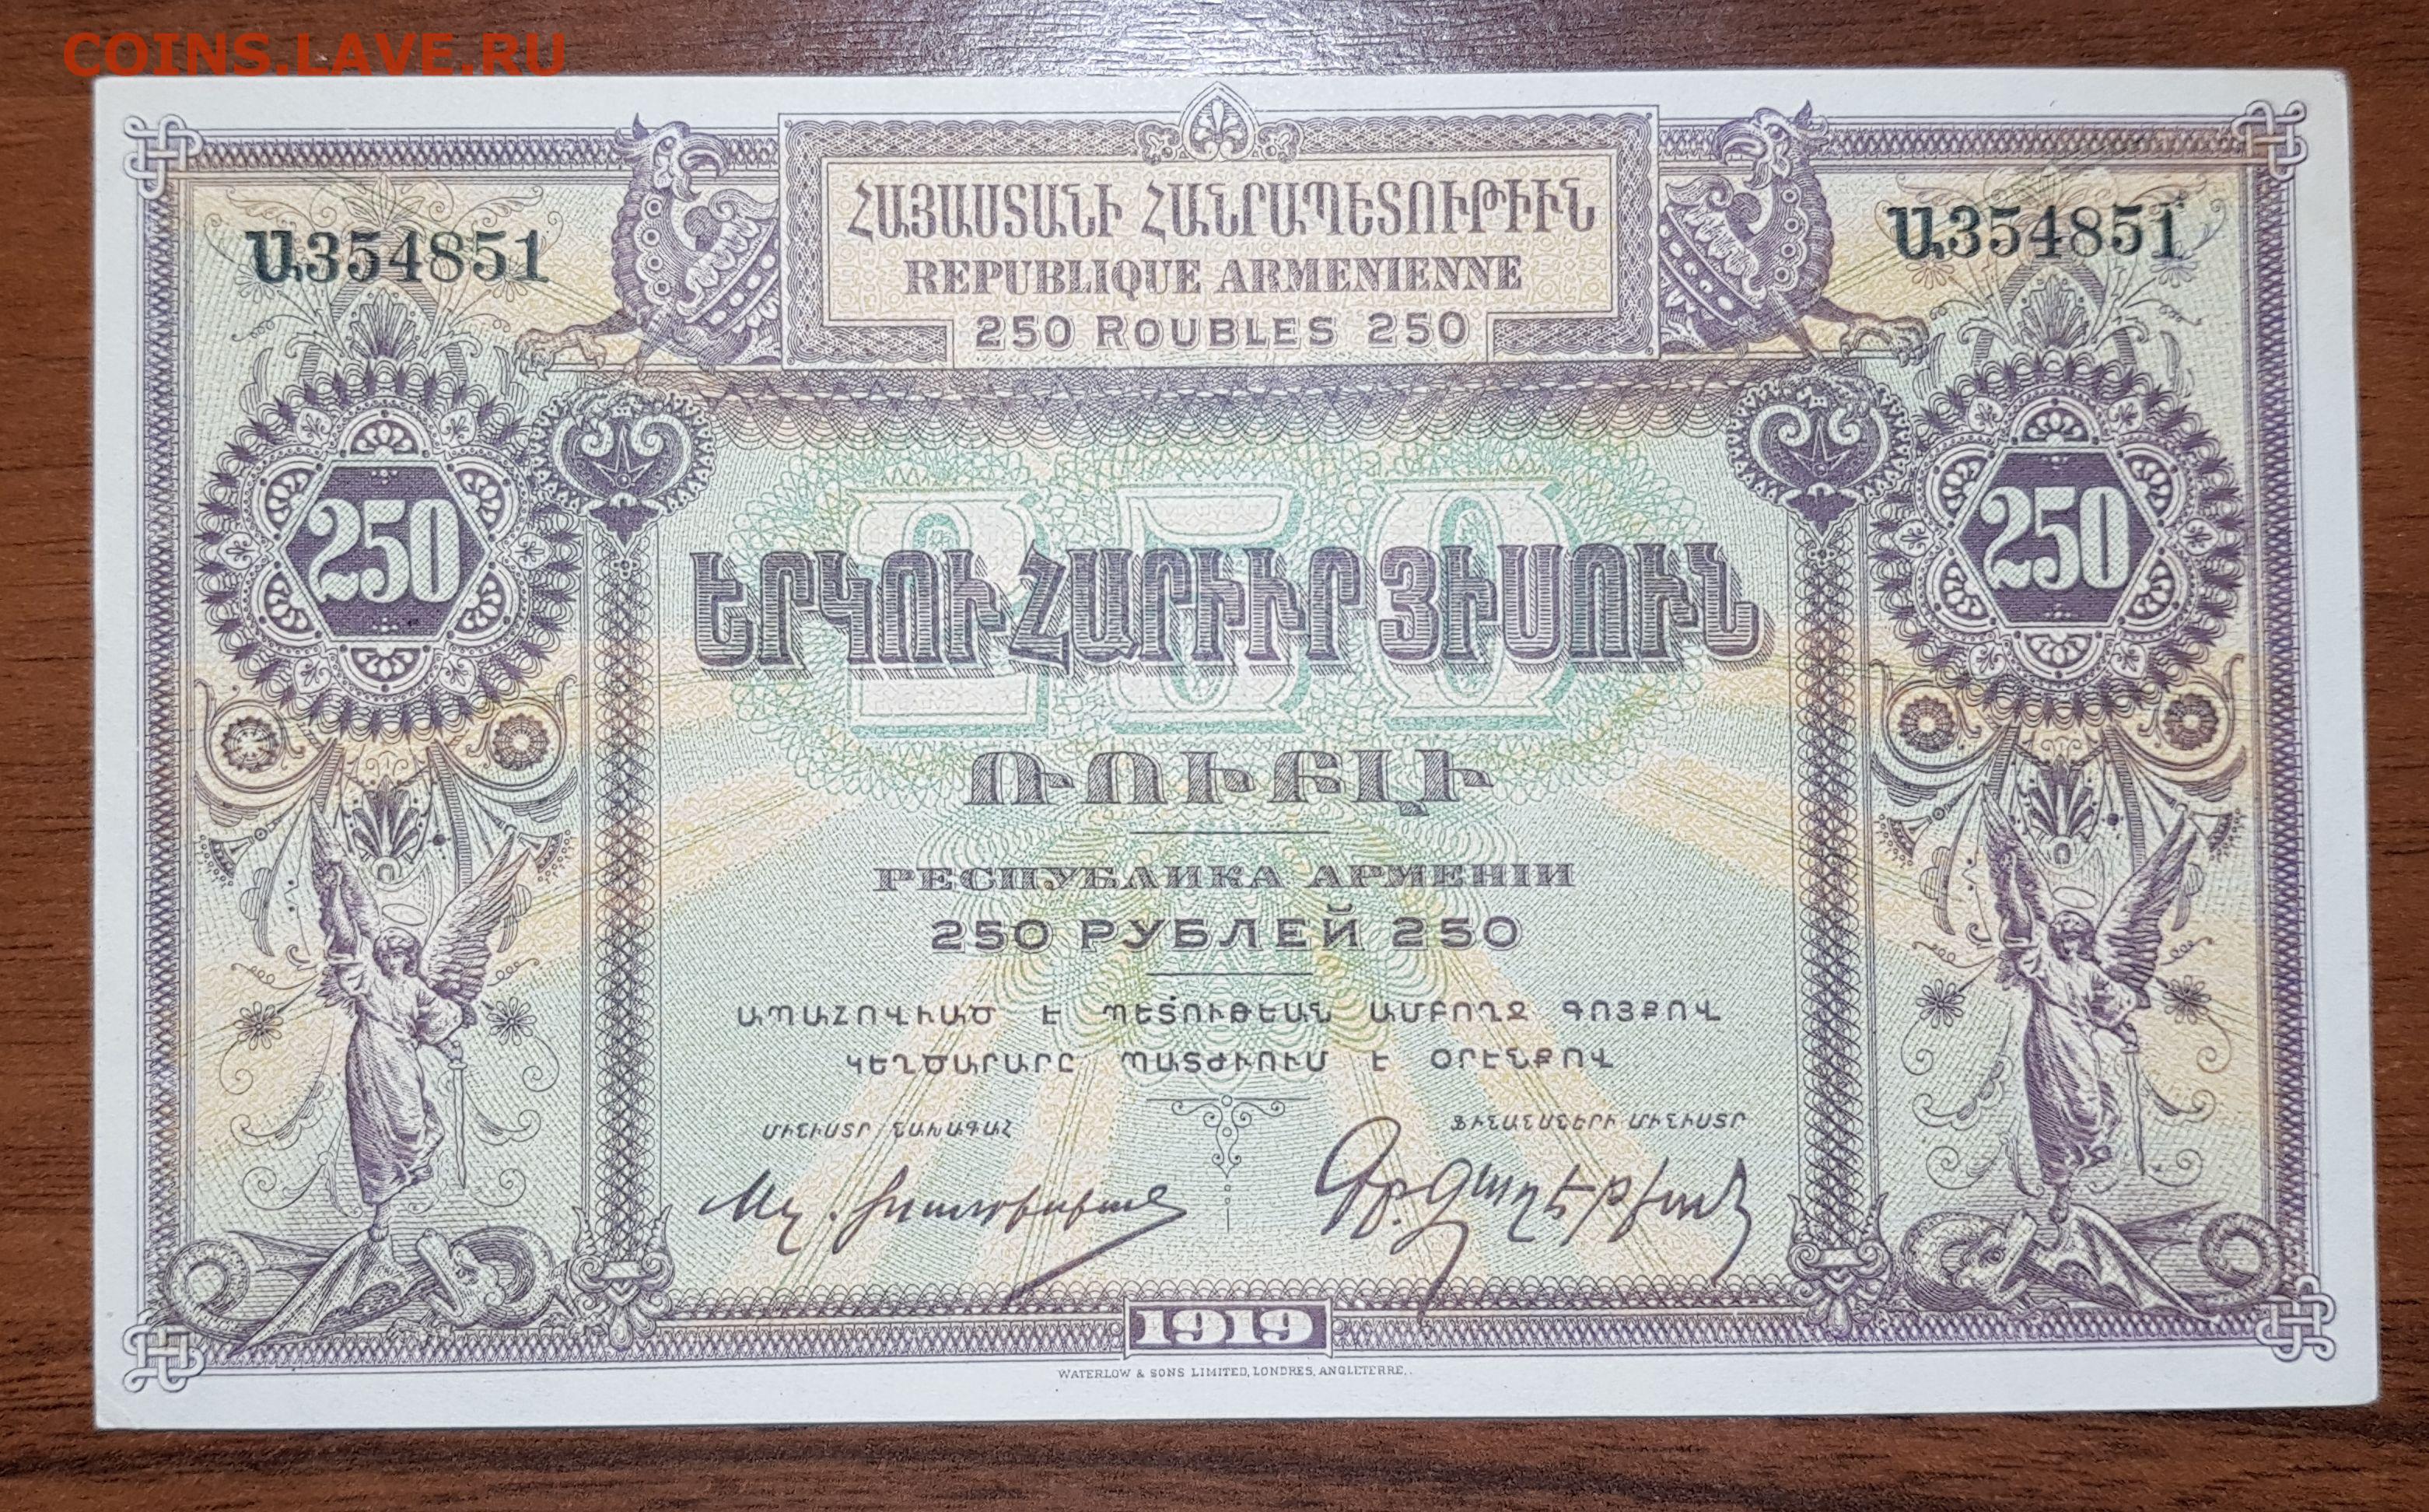 COINS.LAVE.RU
ՀԱՅԱՍՏԱՆԻ ՀԱՆՐԱՊԵՏՈՒԹԻՒՆ
REPUBLIQUE ARMENIENNE
250 ROUBLES 250
Ա354851 Ա354851
250 250 250
ԵՐԿՈՒ ՀԱՐԻՒՐ ՅԻՍՈՒՆ
ՌՈՒԲԼԻ
РЕСПУБЛИКА АРМЕНІИ
250 РУБЛЕЙ 250
ԱՊԱՀՈՎՒԱԾ Է ՊԵՏՈՒԹԵԱՆ ԱՄԲՈՂՋ ԳՈՅՔՈՎ
ԿԵՂԾԱՐԱՐԸ ՊԱՏԺՒՈՒՄ Է ՕՐԷՆՔՈՎ
ՄԻՆԻՍՏՐ ՆԱԽԱԳԱՀ ՖԻՆԱՆՍՆԵՐԻ ՄԻՆԻՍՏՐ
1919
WATERLOW & SONS LIMITED, LONDRES, ANGLETERRE.